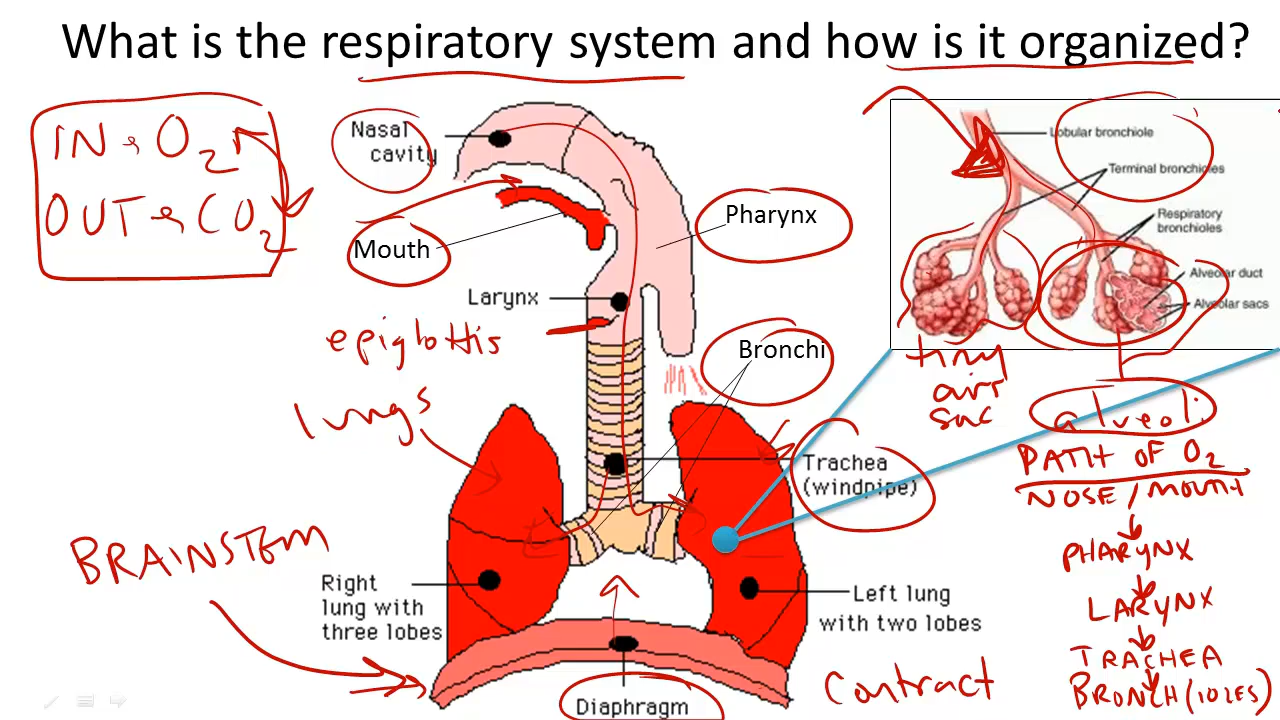 What is the respiratory system and how is it organized?
IN → O2
OUT → CO2
Nasal
cavity
Mouth
Pharynx
Larynx
epiglottis
Bronchi
lungs
Trachea
(windpipe)
BRAINSTEM
Right
lung with
three lobes
Left lung
with two lobes
Diaphragm
Contract
Lobular bronchiole
Terminal bronchioles
Respiratory
bronchioles
Alveolar duct
Alveolar sacs
tiny
air
sac
alveoli
PATH OF O2
NOSE/MOUTH
PHARYNX
LARYNX
TRACHEA
BRONCH(IOLES)